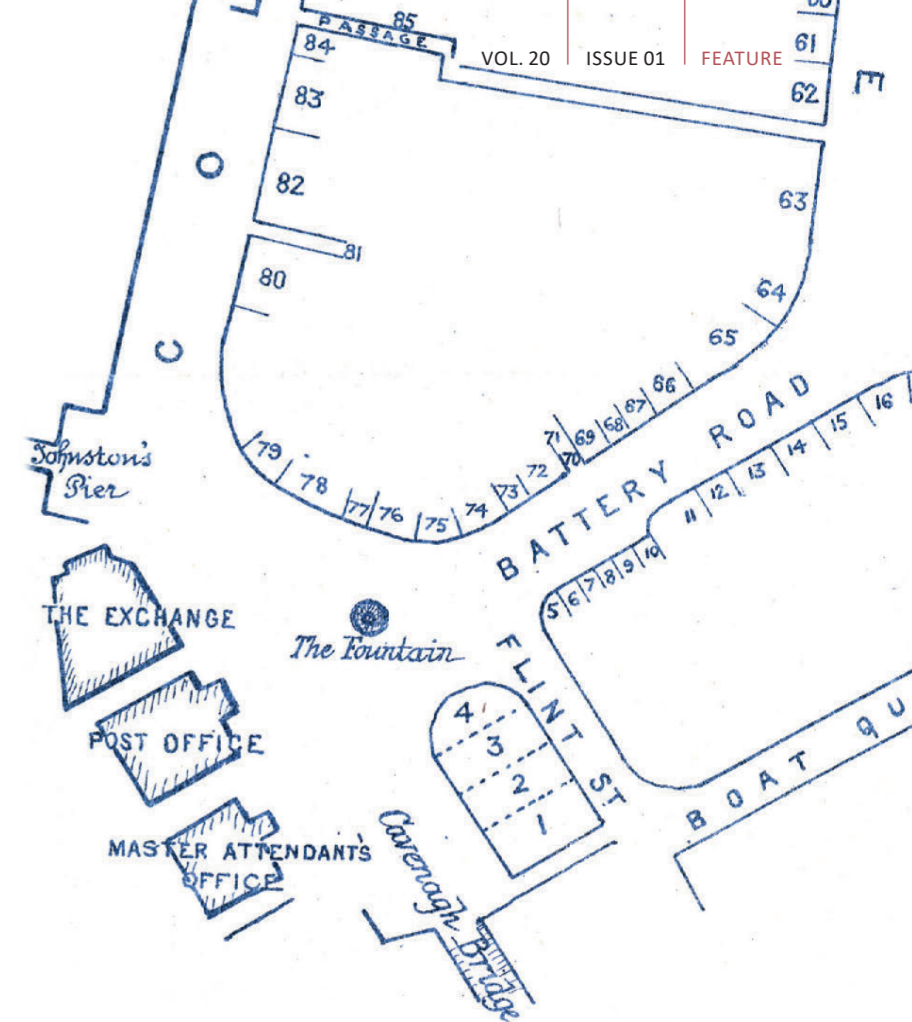 VOL. 20 ISSUE 01 FEATURE
85
PASSAGE
84
83
82
81
80
61
62
E
63
64
65
66
67
68
69
70
71
72
73
74
75
76
77
78
79
O
C
Johnston's
Pier
BATTERY ROAD
5 6 7 8 9 10 11 12 13 14 15 16
THE EXCHANGE
The Fountain
FLINT ST
POST OFFICE
4
3
2
1
BOAT QU
MASTER ATTENDANT'S
OFFICE
Cavenagh Bridge